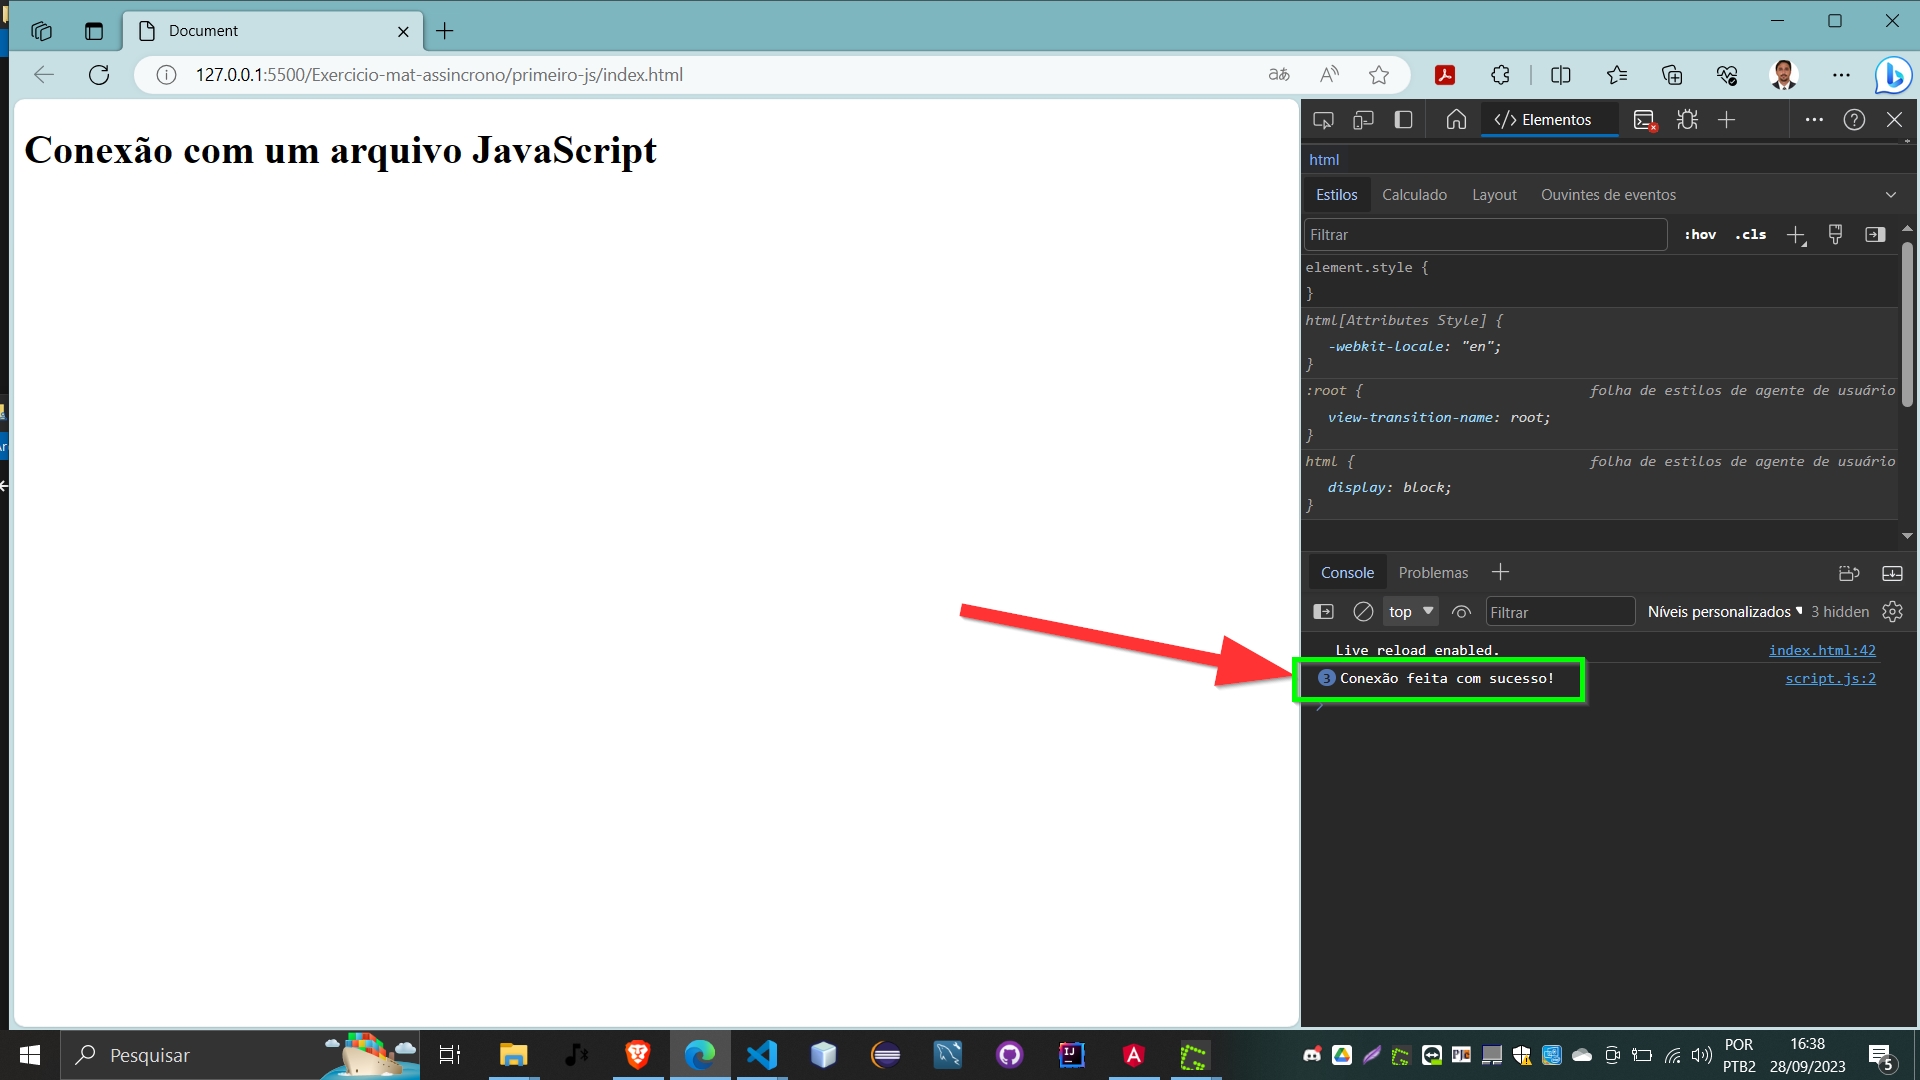 Document
127.0.0.1:5500/Exercicio-mat-assincrono/primeiro-js/index.html
aあ
Conexão com um arquivo JavaScript
</> Elementos
html
Estilos Calculado Layout Ouvintes de eventos
Filtrar :hov .cls
element.style {
}
html[Attributes Style] {
-webkit-locale: "en";
}
:root { folha de estilos de agente de usuário
view-transition-name: root;
}
html { folha de estilos de agente de usuário
display: block;
}
Console Problemas
top Filtrar Níveis personalizados 3 hidden
Live reload enabled. index.html:42
3 Conexão feita com sucesso! script.js:2
Pesquisar
POR 16:38
PTB2 28/09/2023
5